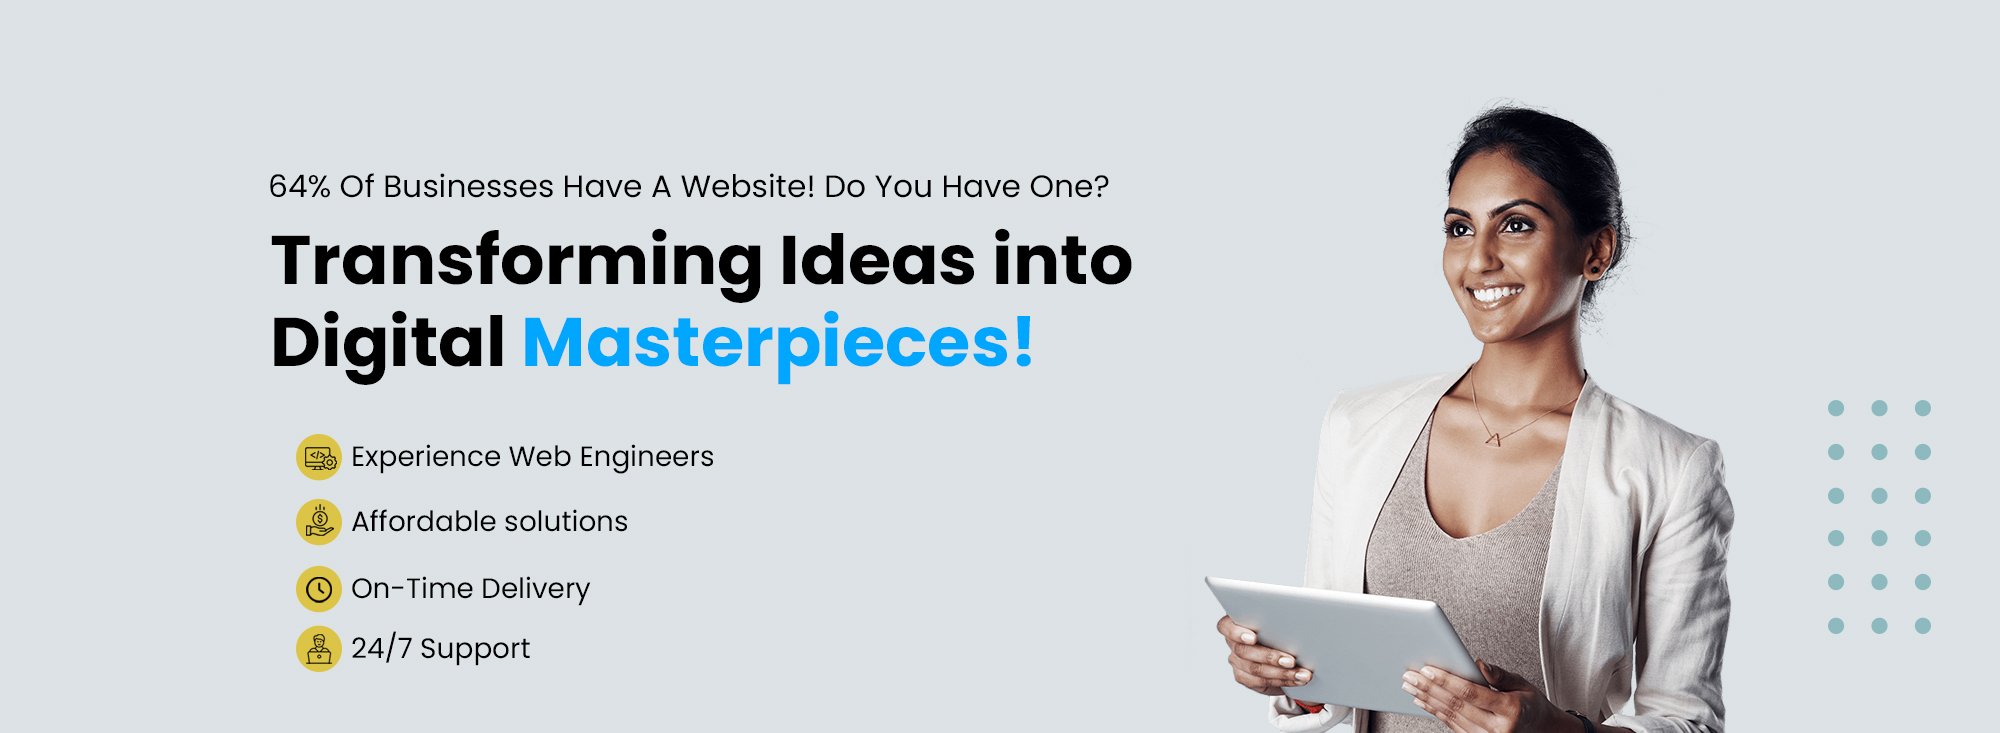 64% Of Businesses Have A Website! Do You Have One?
Transforming Ideas into
Digital Masterpieces!
Experience Web Engineers
Affordable solutions
On-Time Delivery
24/7 Support